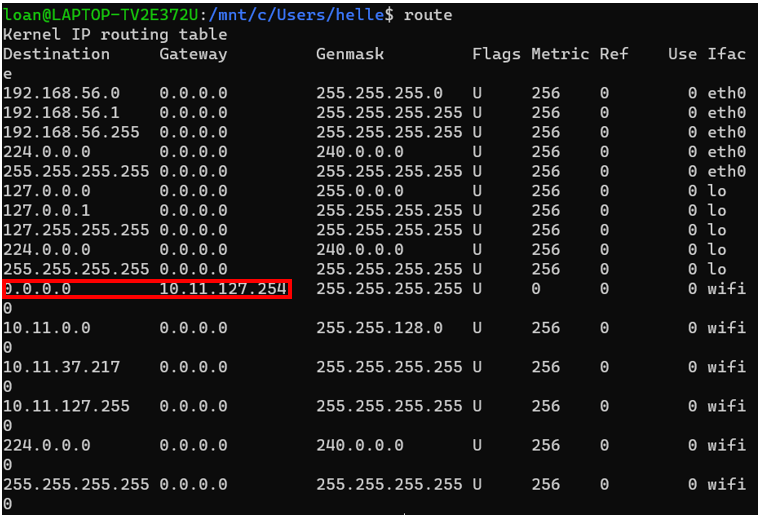 loan@LAPTOP-TV2E372U:/mnt/c/Users/helle$ route
Kernel IP routing table
Destination     Gateway         Genmask         Flags Metric Ref    Use Ifac
e
192.168.56.0    0.0.0.0         255.255.255.0   U     256    0        0 eth0
192.168.56.1    0.0.0.0         255.255.255.255 U     256    0        0 eth0
192.168.56.255  0.0.0.0         255.255.255.255 U     256    0        0 eth0
224.0.0.0       0.0.0.0         240.0.0.0       U     256    0        0 eth0
255.255.255.255 0.0.0.0         255.255.255.255 U     256    0        0 eth0
127.0.0.0       0.0.0.0         255.0.0.0       U     256    0        0 lo
127.0.0.1       0.0.0.0         255.255.255.255 U     256    0        0 lo
127.255.255.255 0.0.0.0         255.255.255.255 U     256    0        0 lo
224.0.0.0       0.0.0.0         240.0.0.0       U     256    0        0 lo
255.255.255.255 0.0.0.0         255.255.255.255 U     256    0        0 lo
0.0.0.0         10.11.127.254   255.255.255.255 U     0      0        0 wifi
0
10.11.0.0       0.0.0.0         255.255.128.0   U     256    0        0 wifi
0
10.11.37.217    0.0.0.0         255.255.255.255 U     256    0        0 wifi
0
10.11.127.255   0.0.0.0         255.255.255.255 U     256    0        0 wifi
0
224.0.0.0       0.0.0.0         240.0.0.0       U     256    0        0 wifi
0
255.255.255.255 0.0.0.0         255.255.255.255 U     256    0        0 wifi
0